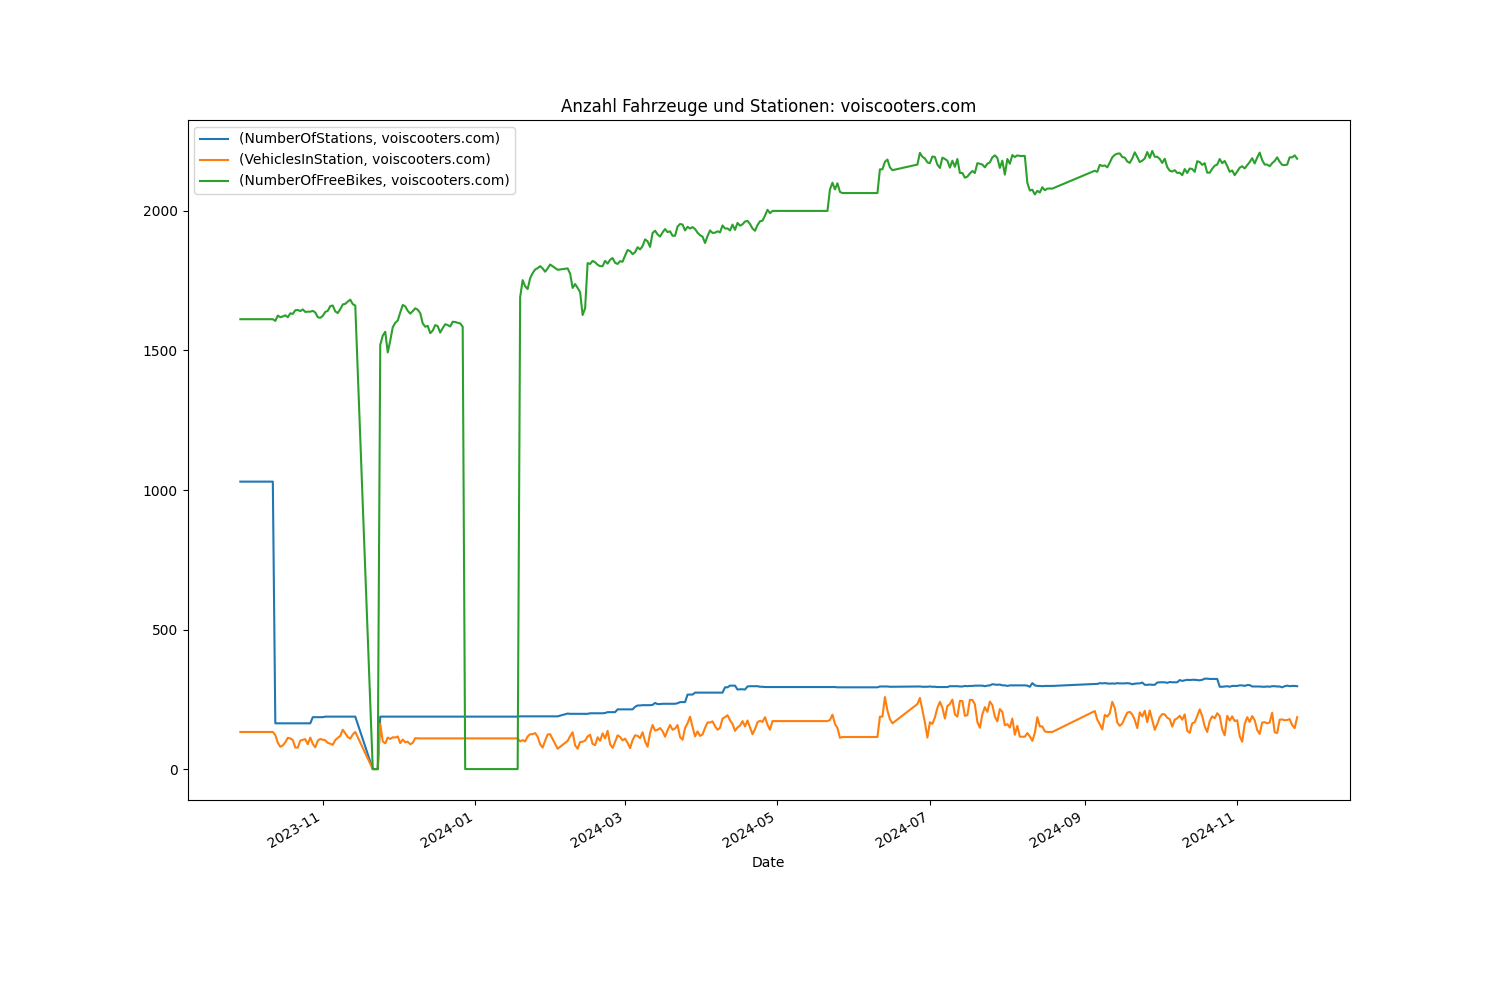 Anzahl Fahrzeuge und Stationen: voiscooters.com
(NumberOfStations, voiscooters.com)
(VehiclesInStation, voiscooters.com)
(NumberOfFreeBikes, voiscooters.com)
2000
1500
1000
500
0
2023-11
2024-01
2024-03
2024-05
2024-07
2024-09
2024-11
Date